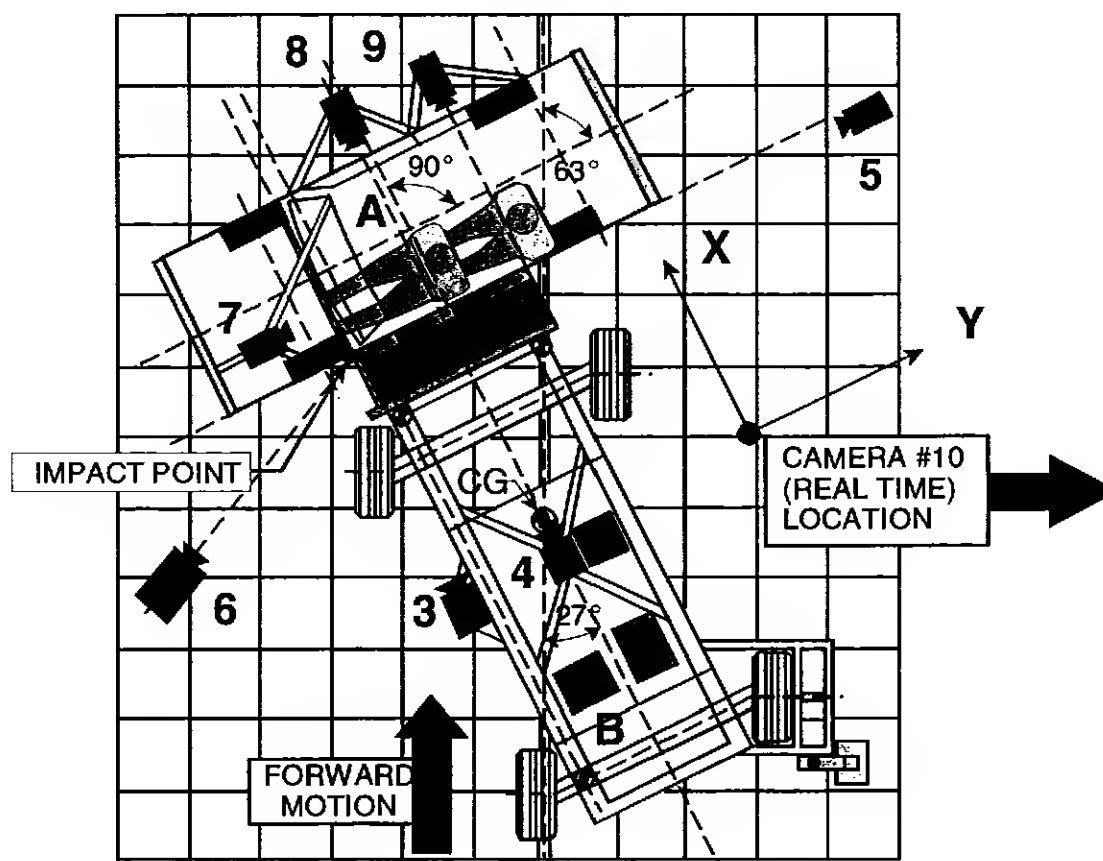 8
9
90°
63°
5
A
X
7
Y
IMPACT POINT
CAMERA #10
(REAL TIME)
LOCATION
CG
4
6
3
27°
B
FORWARD
MOTION